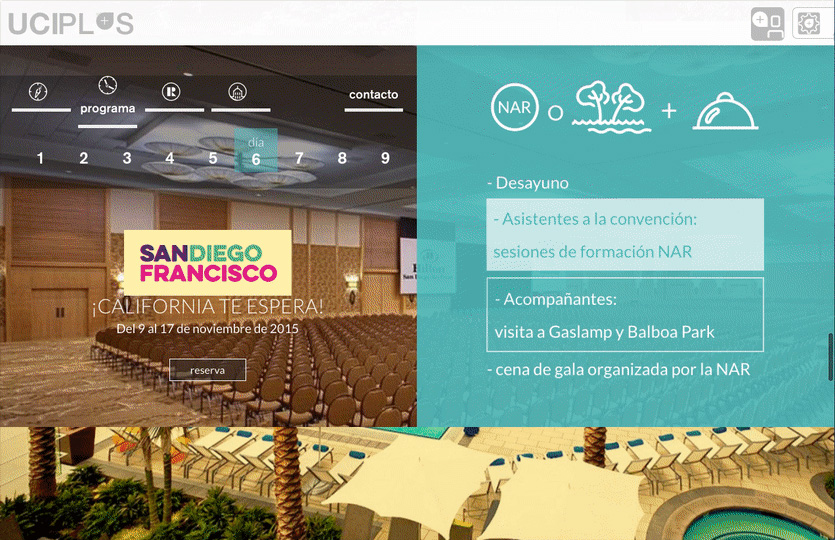 UCIPLUS
programa
contacto
día
1 2 3 4 5 6 7 8 9
SANDIEGO
FRANCISCO
¡CALIFORNIA TE ESPERA!
Del 9 al 17 de noviembre de 2015
reserva
Hilton
NAR O +
- Desayuno
- Asistentes a la convención:
sesiones de formación NAR
- Acompañantes:
visita a Gaslamp y Balboa Park
- cena de gala organizada por la NAR